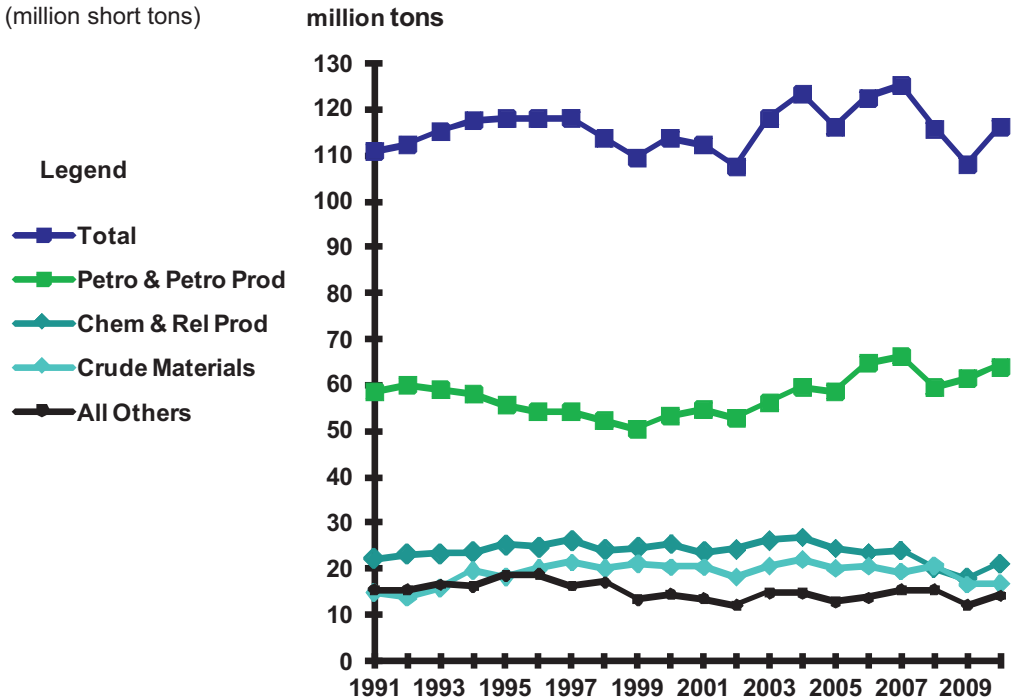 (million short tons)
million tons
130
120
110
100
90
80
70
60
50
40
30
20
10
0
Legend
Total
Petro & Petro Prod
Chem & Rel Prod
Crude Materials
All Others
1991 1993 1995 1997 1999 2001 2003 2005 2007 2009